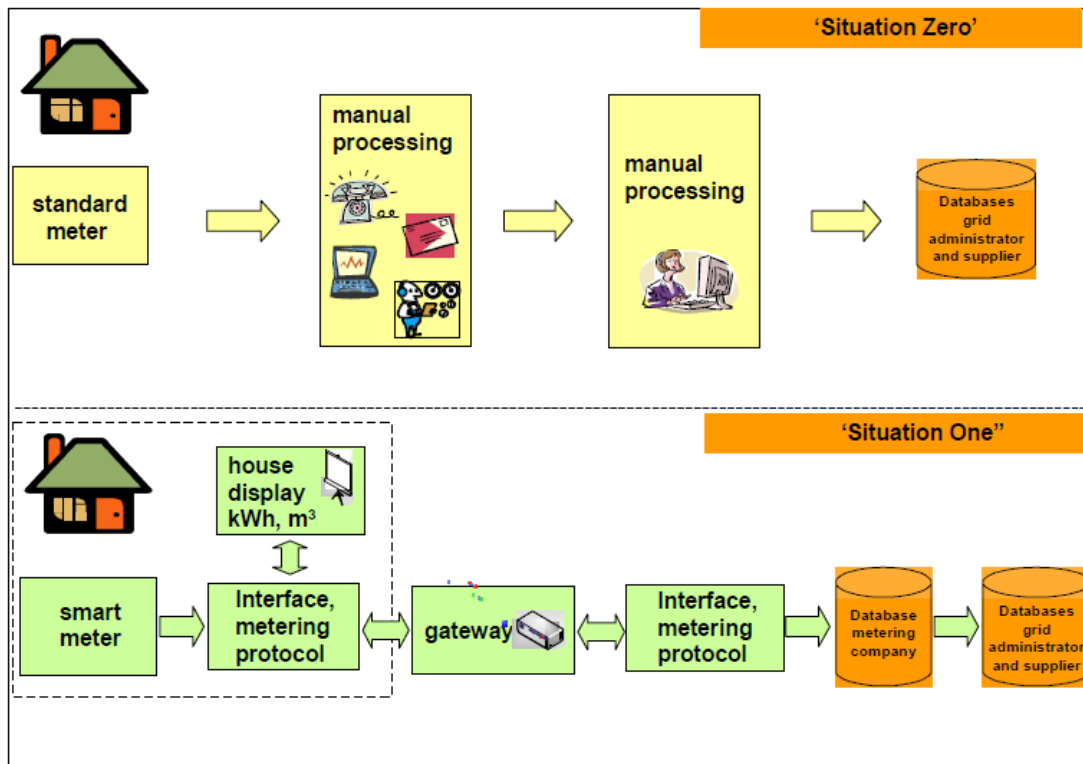 ‘Situation Zero’
manual
processing
manual
processing
standard
meter
Databases
grid
administrator
and supplier
‘Situation One”
house
display
kWh, m³
smart
meter
Interface,
metering
protocol
gateway
Interface,
metering
protocol
Database
metering
company
Databases
grid
administrator
and supplier